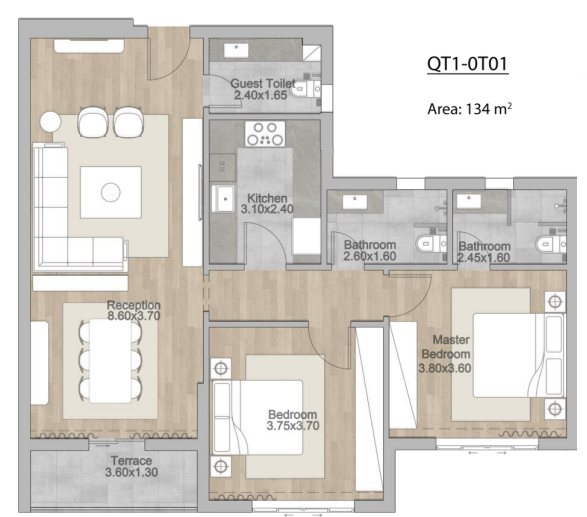 QT1-0T01
Area: 134 m²
Guest Toilet
2.40x1.65
Kitchen
3.10x2.40
Bathroom
2.60x1.60
Bathroom
2.45x1.60
Reception
8.60x3.70
Master
Bedroom
3.80x3.60
Bedroom
3.75x3.70
Terrace
3.60x1.30